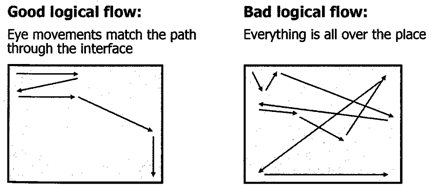 Good logical flow:
Eye movements match the path
through the interface
Bad logical flow:
Everything is all over the place